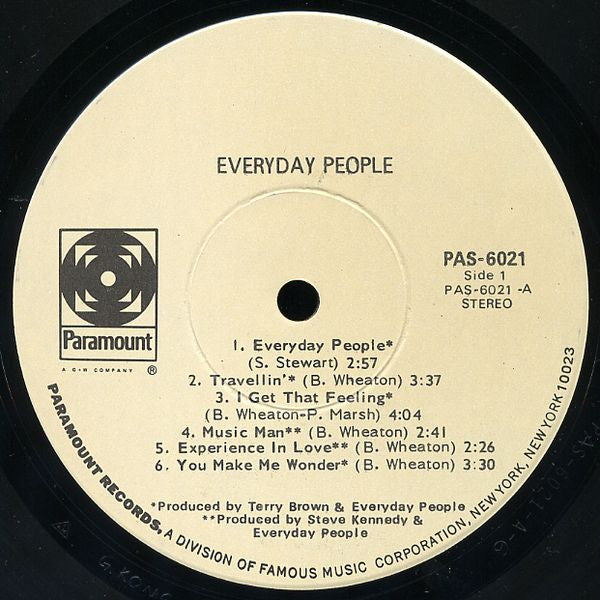 EVERYDAY PEOPLE
PAS-6021
Side 1
PAS-6021 -A
STEREO
Paramount
A G+W COMPANY ®
1. Everyday People*
(S. Stewart) 2:57
2. Travellin'* (B. Wheaton) 3:37
3. I Get That Feeling*
(B. Wheaton-P. Marsh) 4:04
4. Music Man** (B. Wheaton) 2:41
5. Experience In Love** (B. Wheaton) 2:26
6. You Make Me Wonder* (B. Wheaton) 3:30
*Produced by Terry Brown & Everyday People
**Produced by Steve Kennedy &
Everyday People
PARAMOUNT RECORDS, A DIVISION OF FAMOUS MUSIC CORPORATION, NEW YORK, NEW YORK 10023
PAS-6021-A-G